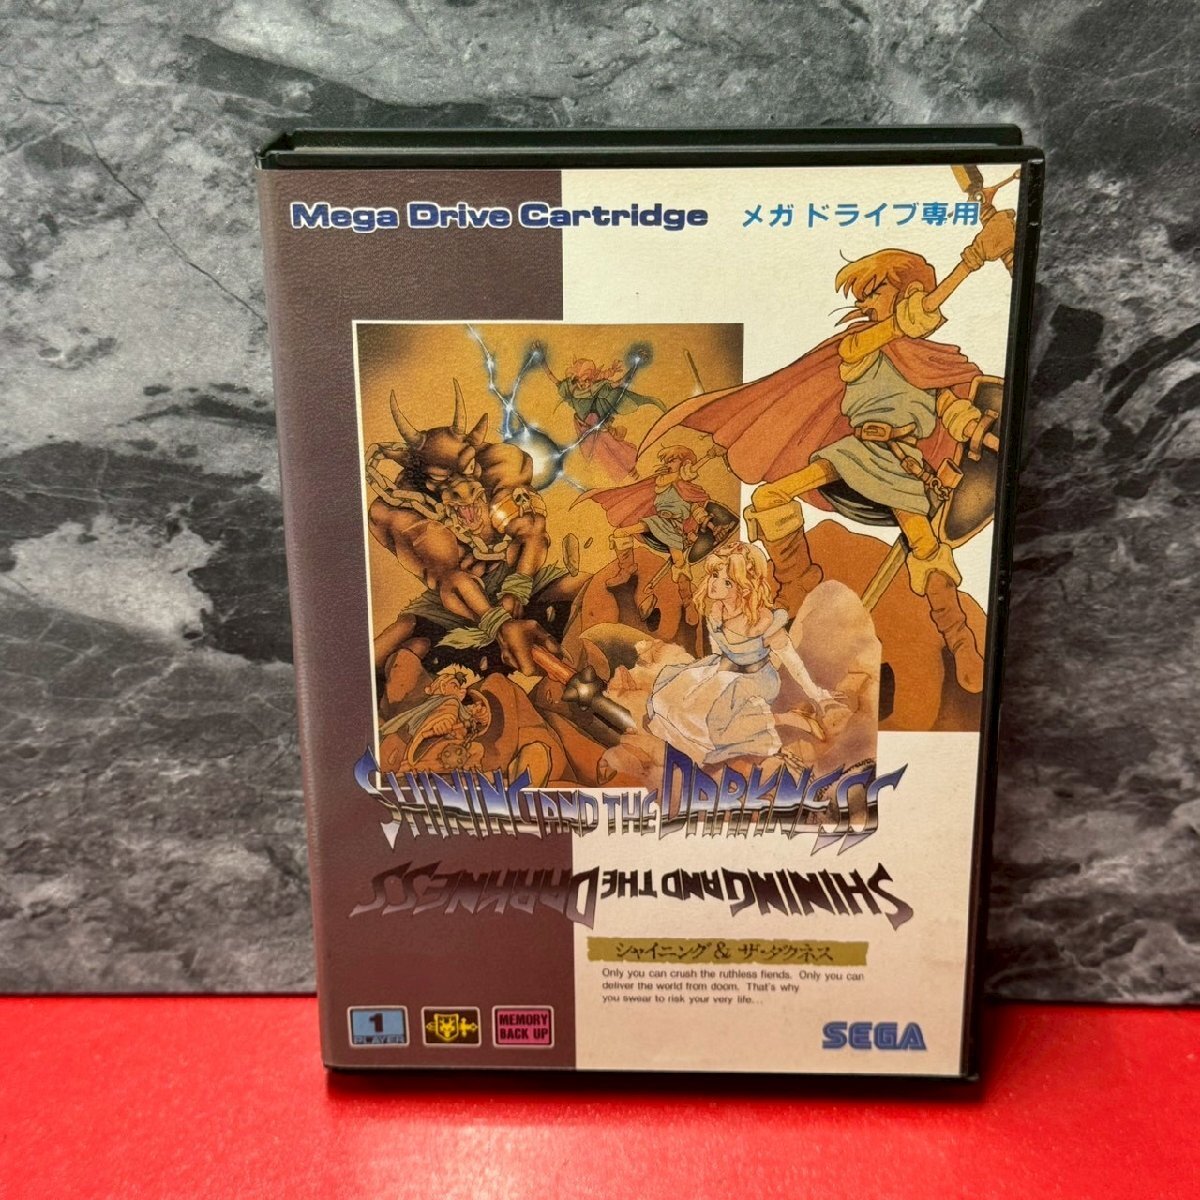 Mega Drive Cartridge メガドライブ専用
SHINING AND THE DARKNESS
SHINING AND THE DARKNESS
シャイニング&ザ・ダクネス
Only you can crush the ruthless fiends. Only you can
deliver the world from doom. That's why
you swear to risk your very life...
1
PLAYER
MEMORY
BACK UP
SEGA